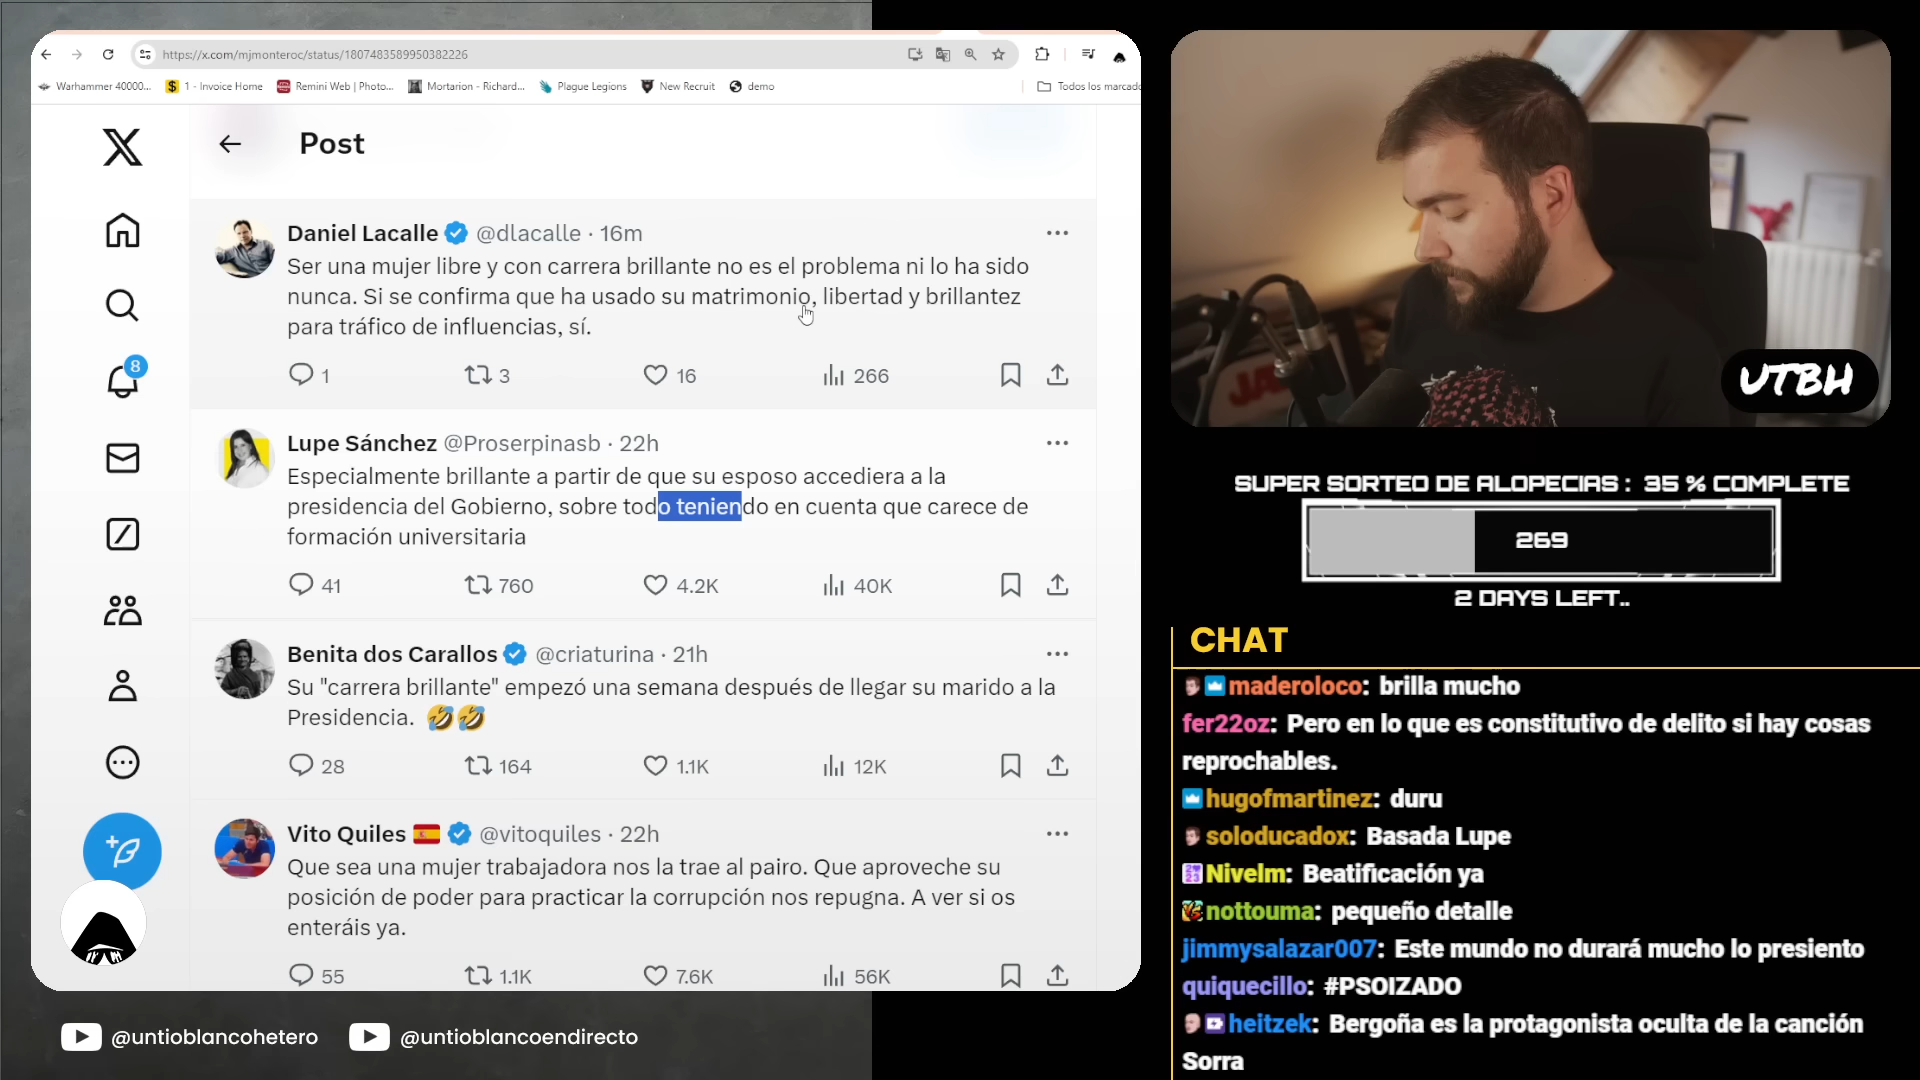 https://x.com/mjmonteroc/status/1807483589950382226
Warhammer 40000...
1 - Invoice Home
Remini Web | Photo...
Mortarion - Richard...
Plague Legions
New Recruit
demo
Todos los marcado
Post
8
Daniel Lacalle @dlacalle · 16m
Ser una mujer libre y con carrera brillante no es el problema ni lo ha sido
nunca. Si se confirma que ha usado su matrimonio, libertad y brillantez
para tráfico de influencias, sí.
1 3 16 266
Lupe Sánchez @Proserpinasb · 22h
Especialmente brillante a partir de que su esposo accediera a la
presidencia del Gobierno, sobre todo teniendo en cuenta que carece de
formación universitaria
41 760 4.2K 40K
Benita dos Carallos @criaturina · 21h
Su "carrera brillante" empezó una semana después de llegar su marido a la
Presidencia. 🤣🤣
28 164 1.1K 12K
Vito Quiles 🇪🇸 @vitoquiles · 22h
Que sea una mujer trabajadora nos la trae al pairo. Que aproveche su
posición de poder para practicar la corrupción nos repugna. A ver si os
enteráis ya.
55 1.1K 7.6K 56K
@untioblancohetero
@untioblancoendirecto
UTBH
SUPER SORTEO DE ALOPECIAS : 35 % COMPLETE
269
2 DAYS LEFT..
CHAT
maderoloco: brilla mucho
fer22oz: Pero en lo que es constitutivo de delito si hay cosas
reprochables.
hugofmartinez: duru
soloducadox: Basada Lupe
Nivelm: Beatificación ya
nottouma: pequeño detalle
jimmysalazar007: Este mundo no durará mucho lo presiento
quiquecillo: #PSOIZADO
heitzek: Bergoña es la protagonista oculta de la canción
Sorra